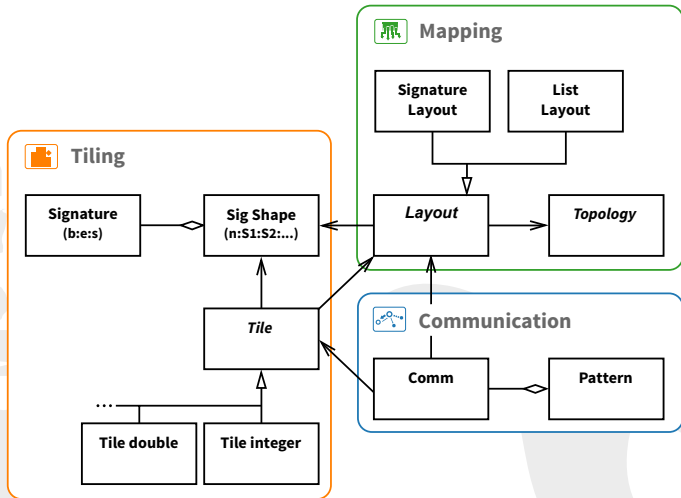 Mapping
Signature
Layout
List
Layout
Tiling
Signature
(b:e:s)
Sig Shape
(n:S1:S2:...)
Layout
Topology
Tile
Communication
Comm
Pattern
...
Tile double
Tile integer